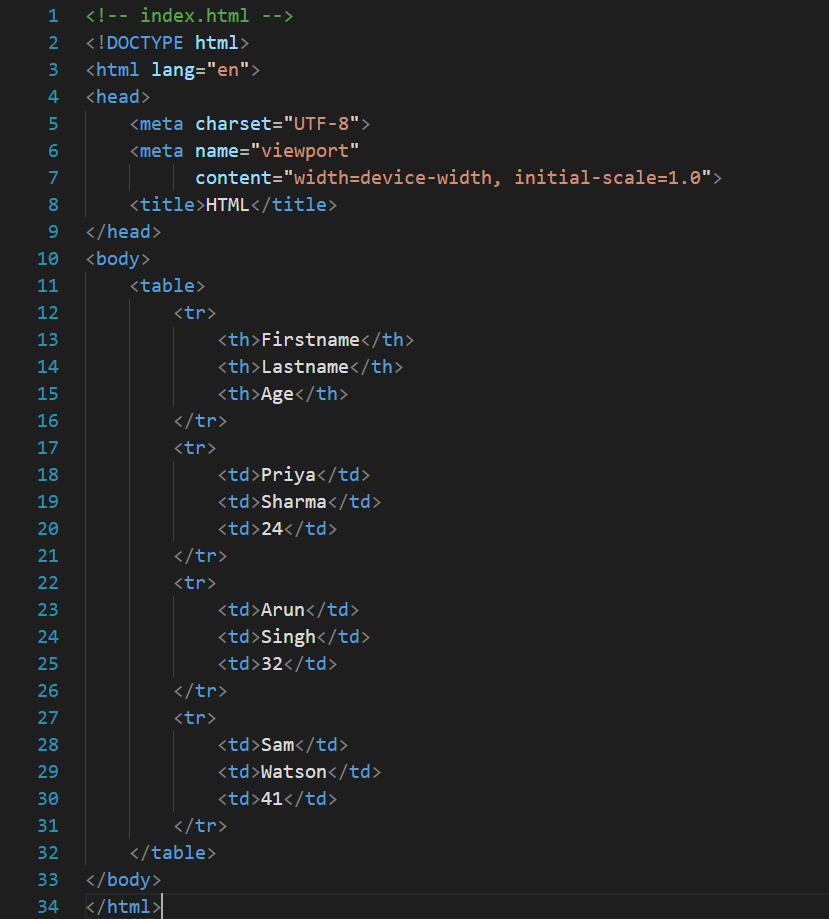 1 <!-- index.html -->
2 <!DOCTYPE html>
3 <html lang="en">
4 <head>
5     <meta charset="UTF-8">
6     <meta name="viewport"
7           content="width=device-width, initial-scale=1.0">
8     <title>HTML</title>
9 </head>
10 <body>
11     <table>
12         <tr>
13             <th>Firstname</th>
14             <th>Lastname</th>
15             <th>Age</th>
16         </tr>
17         <tr>
18             <td>Priya</td>
19             <td>Sharma</td>
20             <td>24</td>
21         </tr>
22         <tr>
23             <td>Arun</td>
24             <td>Singh</td>
25             <td>32</td>
26         </tr>
27         <tr>
28             <td>Sam</td>
29             <td>Watson</td>
30             <td>41</td>
31         </tr>
32     </table>
33 </body>
34 </html>